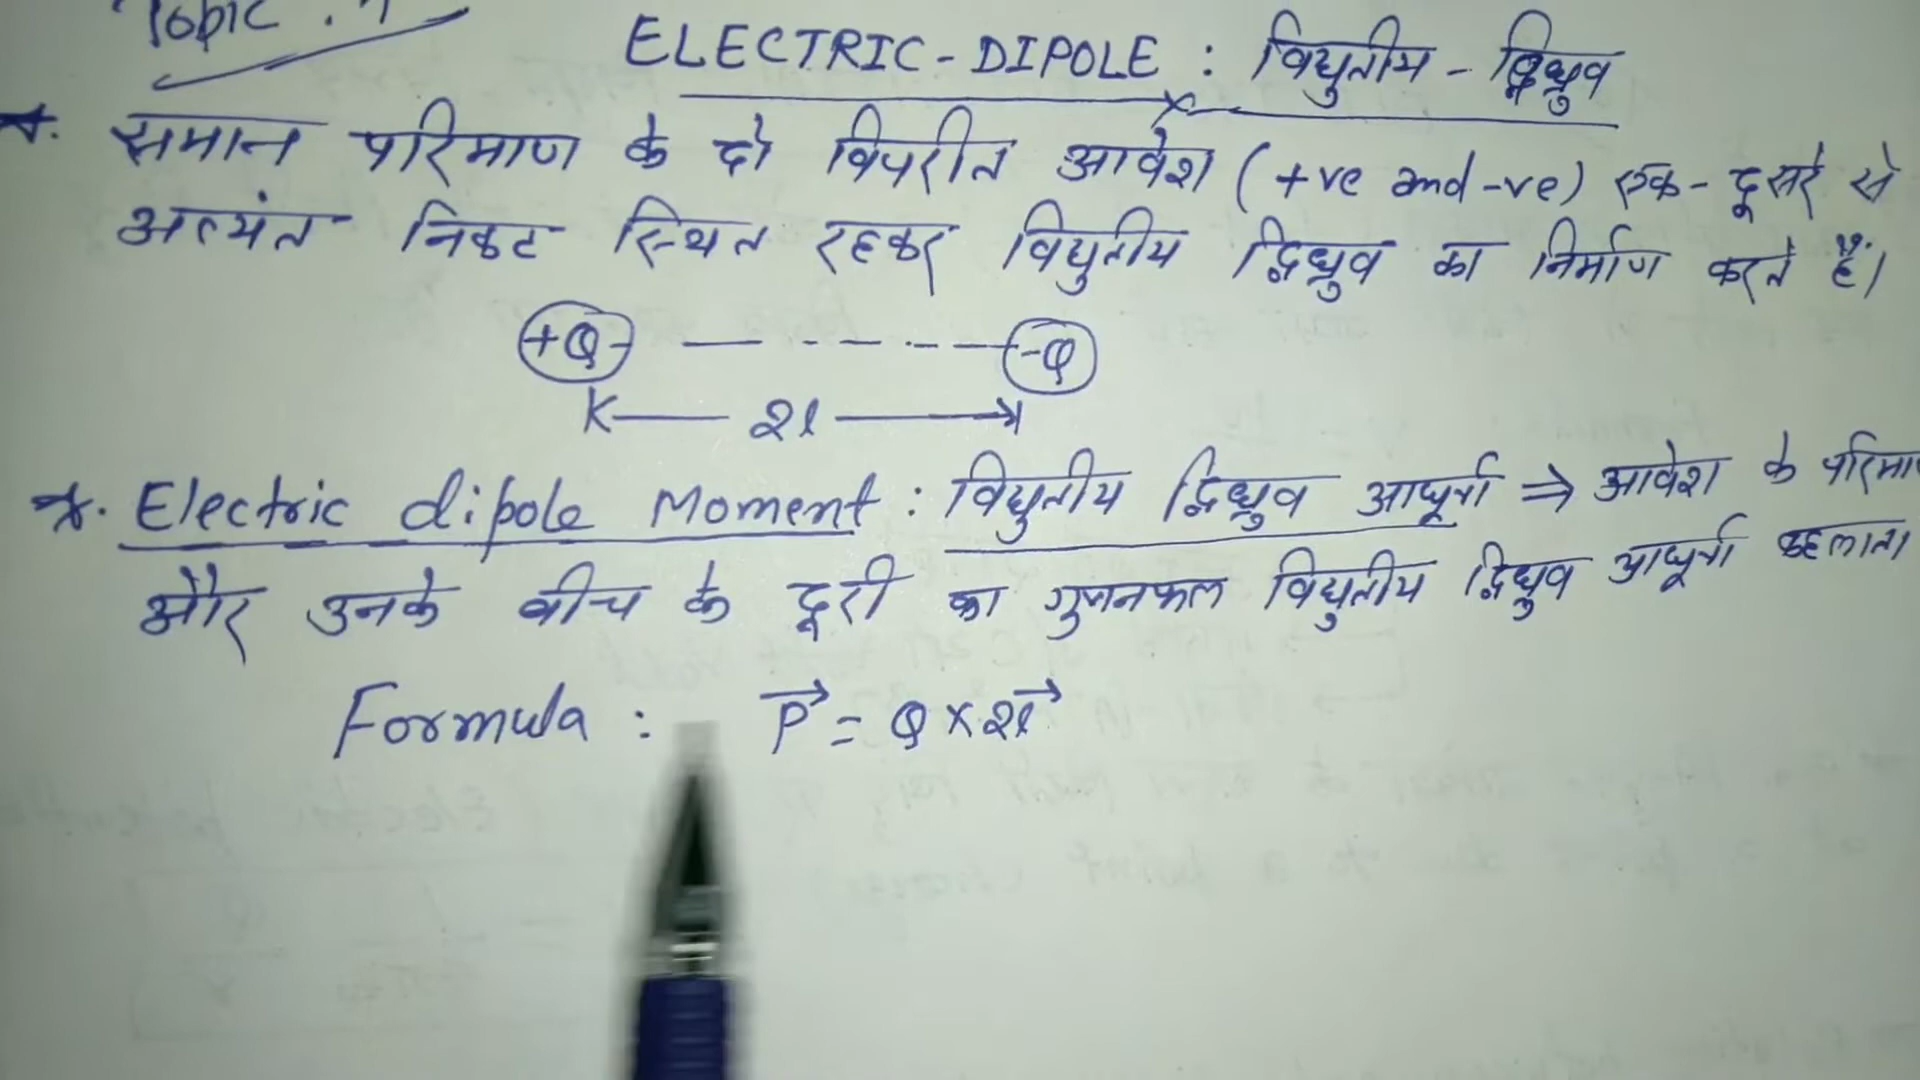 Topic . 1
ELECTRIC-DIPOLE : विद्युतीय - द्विध्रुव
समान परिमाण के दो विपरीत आवेश (+ve and -ve) एक-दूसरे से
अत्यंत निकट स्थित रहकर विद्युतीय द्विध्रुव का निर्माण करते हैं।
+Q -Q
2l
Electric dipole Moment : विद्युतीय द्विध्रुव आघूर्ण ⇒ आवेश के
और उनके बीच के दूरी का गुणनफल विद्युतीय द्विध्रुव आघूर्ण कहलाता
Formula : P⃗ = Q × 2l⃗